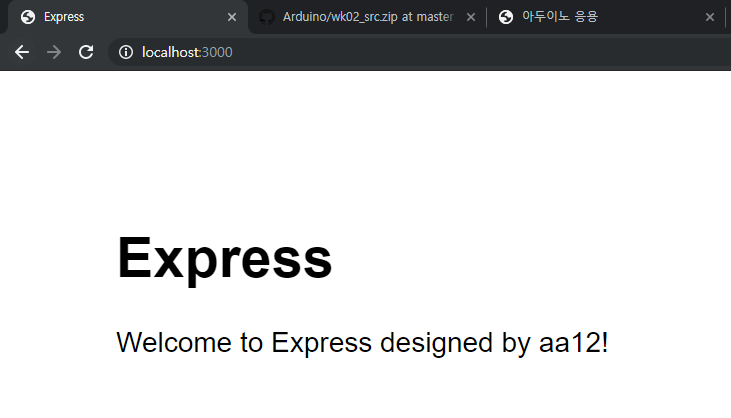 Express
Arduino/wk02_src.zip at master
아두이노 응용
localhost:3000
Express
Welcome to Express designed by aa12!